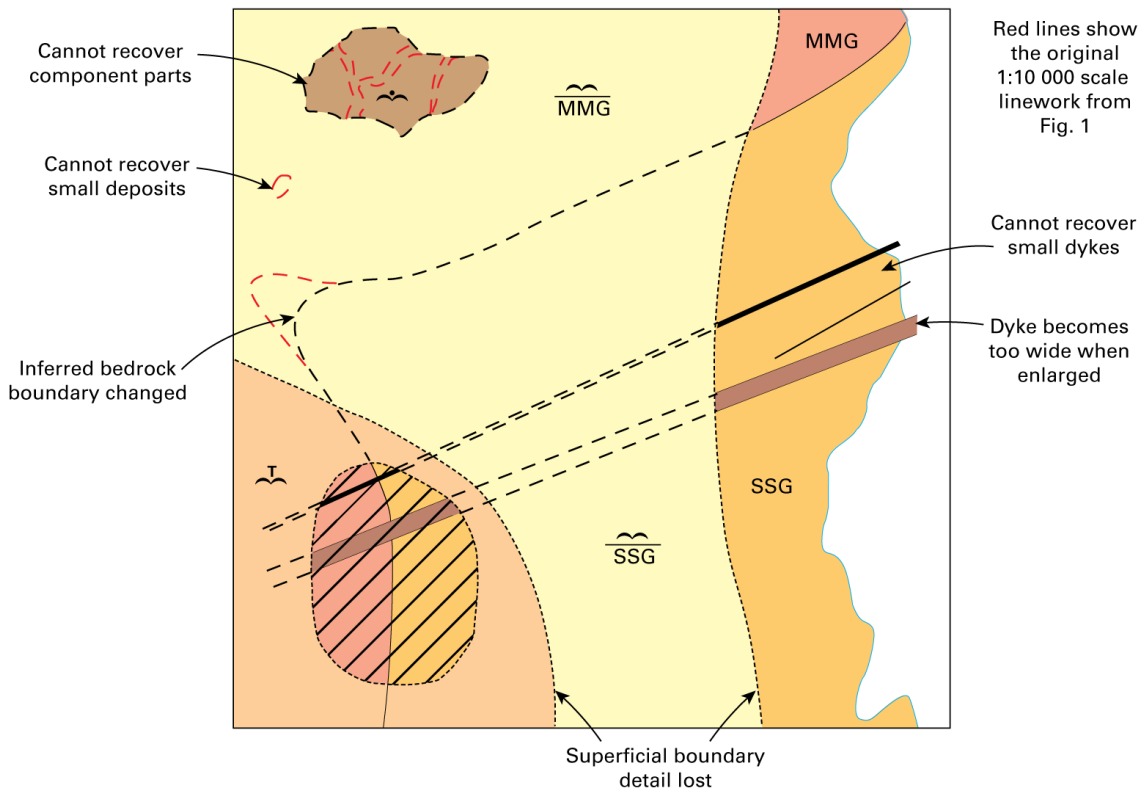 Cannot recover
component parts
MMG
MMG
Red lines show
the original
1:10 000 scale
linework from
Fig. 1
Cannot recover
small deposits
Cannot recover
small dykes
Dyke becomes
too wide when
enlarged
Inferred bedrock
boundary changed
T
SSG
SSG
Superficial boundary
detail lost